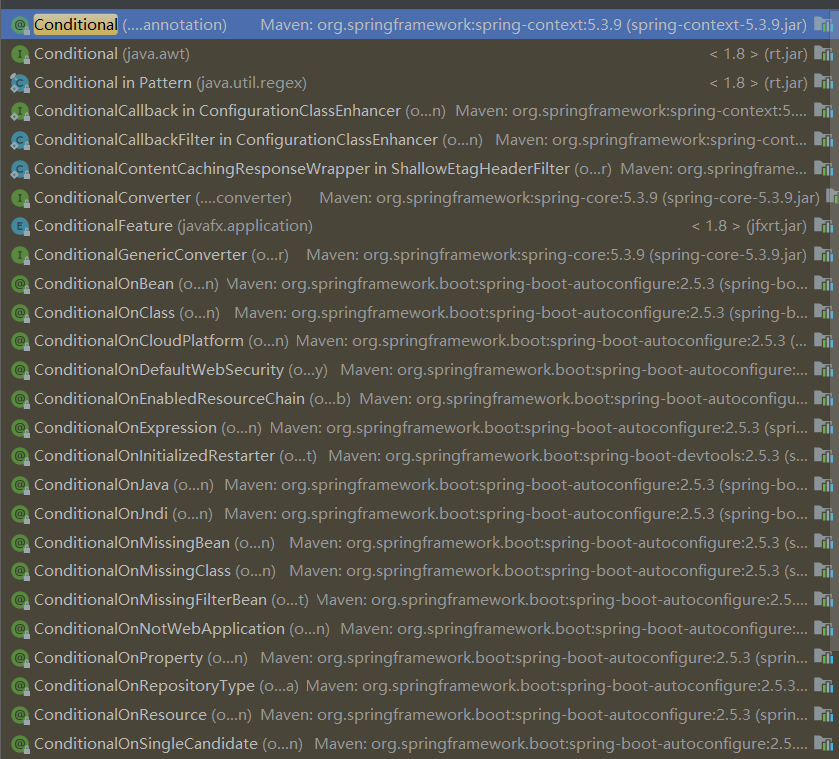 Conditional (....annotation) Maven: org.springframework:spring-context:5.3.9 (spring-context-5.3.9.jar)
Conditional (java.awt) < 1.8 > (rt.jar)
Conditional in Pattern (java.util.regex) < 1.8 > (rt.jar)
ConditionalCallback in ConfigurationClassEnhancer (o...n) Maven: org.springframework:spring-context:5....
ConditionalCallbackFilter in ConfigurationClassEnhancer (o...n) Maven: org.springframework:spring-cont...
ConditionalContentCachingResponseWrapper in ShallowEtagHeaderFilter (o...r) Maven: org.springframe...
ConditionalConverter (....converter) Maven: org.springframework:spring-core:5.3.9 (spring-core-5.3.9.jar)
ConditionalFeature (javafx.application) < 1.8 > (jfxrt.jar)
ConditionalGenericConverter (o...r) Maven: org.springframework:spring-core:5.3.9 (spring-core-5.3.9.jar)
ConditionalOnBean (o...n) Maven: org.springframework.boot:spring-boot-autoconfigure:2.5.3 (spring-bo...
ConditionalOnClass (o...n) Maven: org.springframework.boot:spring-boot-autoconfigure:2.5.3 (spring-b...
ConditionalOnCloudPlatform (o...n) Maven: org.springframework.boot:spring-boot-autoconfigure:2.5.3 (...
ConditionalOnDefaultWebSecurity (o...y) Maven: org.springframework.boot:spring-boot-autoconfigure:...
ConditionalOnEnabledResourceChain (o...b) Maven: org.springframework.boot:spring-boot-autoconfigu...
ConditionalOnExpression (o...n) Maven: org.springframework.boot:spring-boot-autoconfigure:2.5.3 (spri...
ConditionalOnInitializedRestarter (o...t) Maven: org.springframework.boot:spring-boot-devtools:2.5.3 (s...
ConditionalOnJava (o...n) Maven: org.springframework.boot:spring-boot-autoconfigure:2.5.3 (spring-bo...
ConditionalOnJndi (o...n) Maven: org.springframework.boot:spring-boot-autoconfigure:2.5.3 (spring-bo...
ConditionalOnMissingBean (o...n) Maven: org.springframework.boot:spring-boot-autoconfigure:2.5.3 (s...
ConditionalOnMissingClass (o...n) Maven: org.springframework.boot:spring-boot-autoconfigure:2.5.3 (s...
ConditionalOnMissingFilterBean (o...t) Maven: org.springframework.boot:spring-boot-autoconfigure:2.5....
ConditionalOnNotWebApplication (o...n) Maven: org.springframework.boot:spring-boot-autoconfigure:...
ConditionalOnProperty (o...n) Maven: org.springframework.boot:spring-boot-autoconfigure:2.5.3 (sprin...
ConditionalOnRepositoryType (o...a) Maven: org.springframework.boot:spring-boot-autoconfigure:2.5.3...
ConditionalOnResource (o...n) Maven: org.springframework.boot:spring-boot-autoconfigure:2.5.3 (sprin...
ConditionalOnSingleCandidate (o...n) Maven: org.springframework.boot:spring-boot-autoconfigure:2.5....